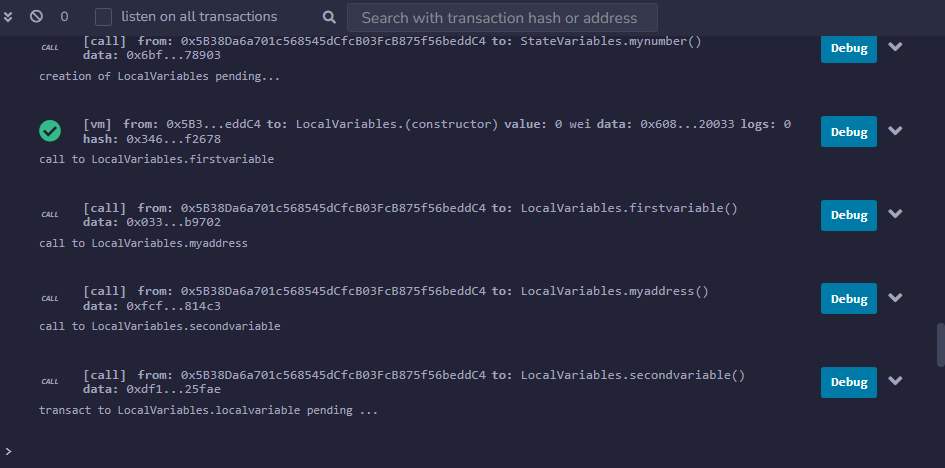 0 listen on all transactions Search with transaction hash or address
CALL [call] from: 0x5B38Da6a701c568545dCfcB03FcB875f56beddC4 to: StateVariables.mynumber() Debug
data: 0x6bf...78903
creation of LocalVariables pending...
[vm] from: 0x5B3...eddC4 to: LocalVariables.(constructor) value: 0 wei data: 0x608...20033 logs: 0 Debug
hash: 0x346...f2678
call to LocalVariables.firstvariable
CALL [call] from: 0x5B38Da6a701c568545dCfcB03FcB875f56beddC4 to: LocalVariables.firstvariable() Debug
data: 0x033...b9702
call to LocalVariables.myaddress
CALL [call] from: 0x5B38Da6a701c568545dCfcB03FcB875f56beddC4 to: LocalVariables.myaddress() Debug
data: 0xfcf...814c3
call to LocalVariables.secondvariable
CALL [call] from: 0x5B38Da6a701c568545dCfcB03FcB875f56beddC4 to: LocalVariables.secondvariable() Debug
data: 0xdf1...25fae
transact to LocalVariables.localvariable pending ...
>